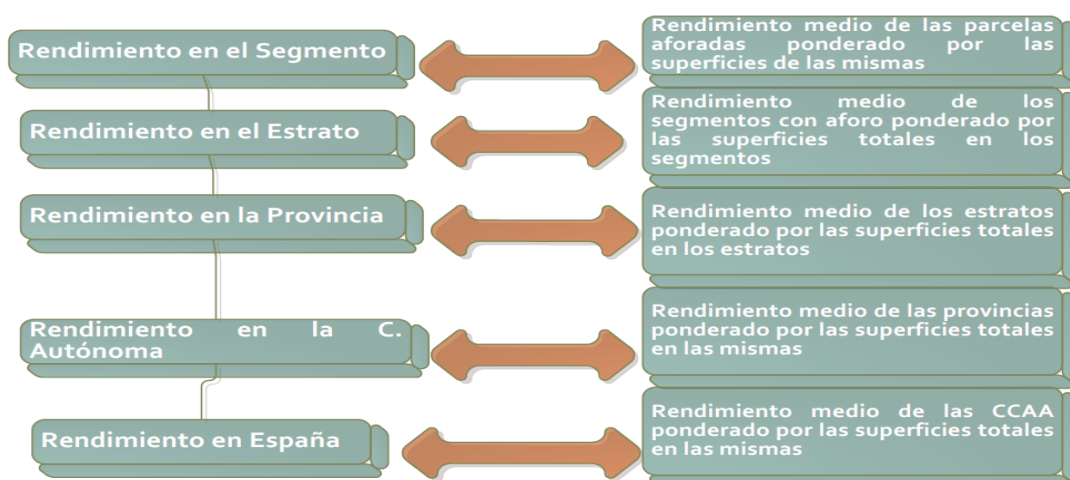 Rendimiento en el Segmento
Rendimiento medio de las parcelas
aforadas ponderado por las
superficies de las mismas
Rendimiento en el Estrato
Rendimiento medio de los
segmentos con aforo ponderado por
las superficies totales en los
segmentos
Rendimiento en la Provincia
Rendimiento medio de los estratos
ponderado por las superficies totales
en los estratos
Rendimiento en la C.
Autónoma
Rendimiento medio de las provincias
ponderado por las superficies totales
en las mismas
Rendimiento en España
Rendimiento medio de las CCAA
ponderado por las superficies totales
en las mismas